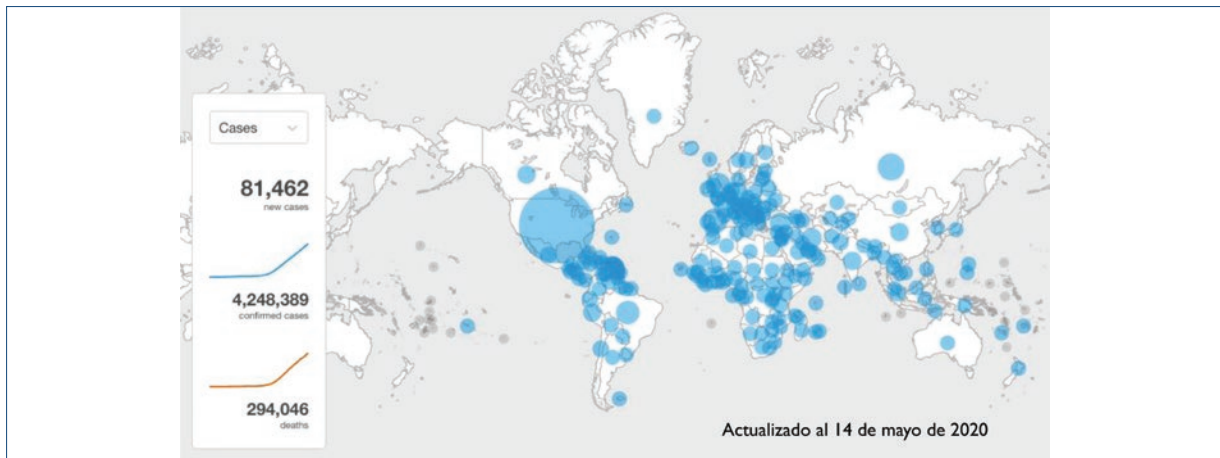 Cases
81,462
new cases
4,248,389
confirmed cases
294,046
deaths
Actualizado al 14 de mayo de 2020